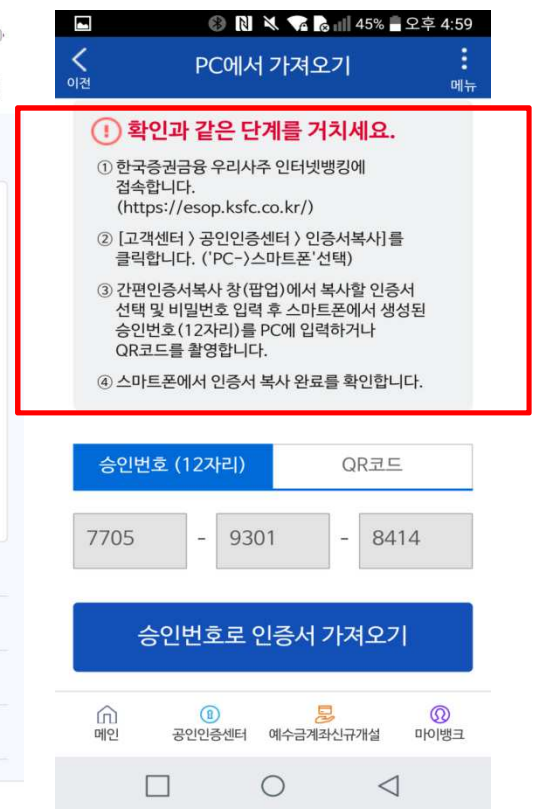 45% 오후 4:59
이전
PC에서 가져오기
메뉴
! 확인과 같은 단계를 거치세요.
① 한국증권금융 우리사주 인터넷뱅킹에
접속합니다.
(https://esop.ksfc.co.kr/)
② [고객센터 > 공인인증센터 > 인증서복사]를
클릭합니다. ('PC->스마트폰'선택)
③ 간편인증서복사 창(팝업)에서 복사할 인증서
선택 및 비밀번호 입력 후 스마트폰에서 생성된
승인번호(12자리)를 PC에 입력하거나
QR코드를 촬영합니다.
④ 스마트폰에서 인증서 복사 완료를 확인합니다.
승인번호 (12자리) QR코드
7705 - 9301 - 8414
승인번호로 인증서 가져오기
메인 공인인증센터 예수금계좌신규개설 마이뱅크